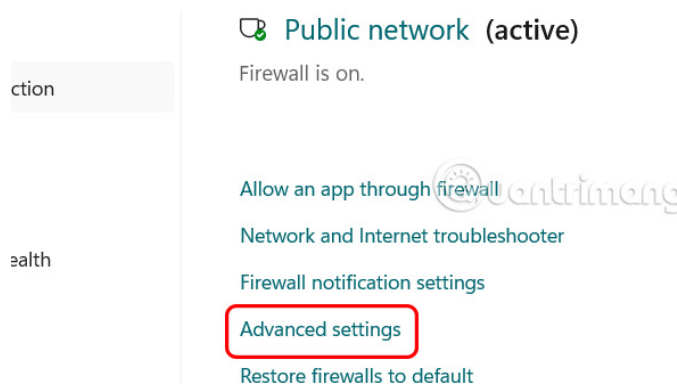 Public network (active)
Firewall is on.
ction
Allow an app through firewall
uantrimang
Network and Internet troubleshooter
ealth
Firewall notification settings
Advanced settings
Restore firewalls to default